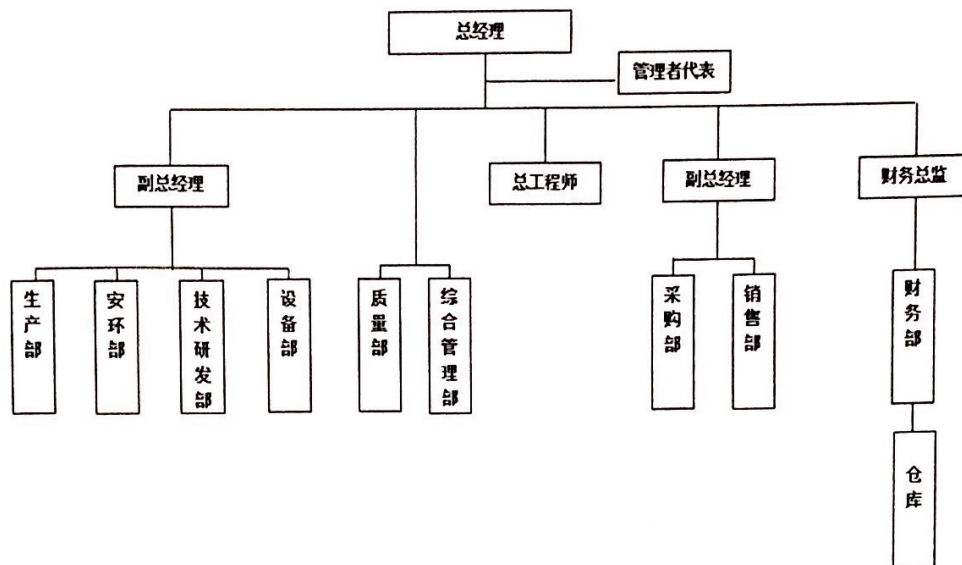 总经理
管理者代表
副总经理
总工程师
副总经理
财务总监
生产部
安环部
技术研发部
设备部
质量部
综合管理部
采购部
销售部
财务部
仓库